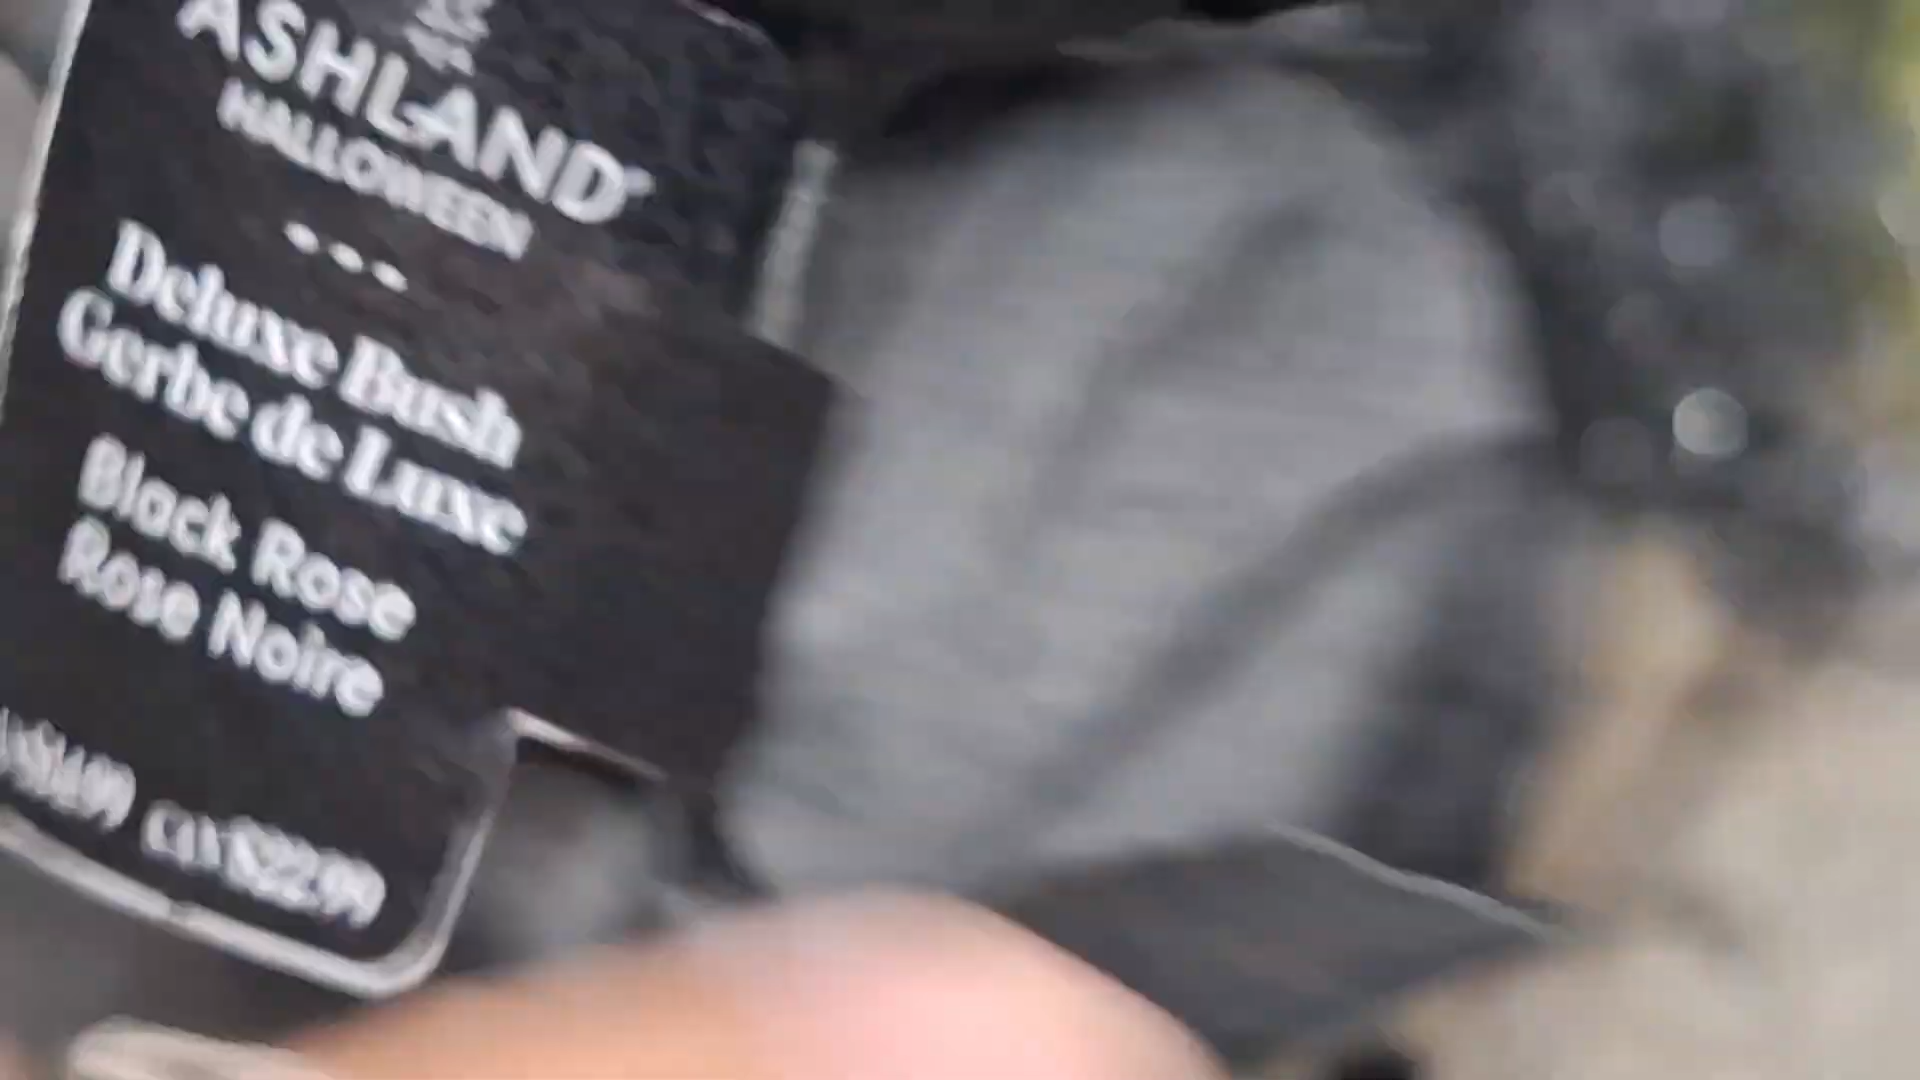 ASHLAND
HALLOWEEN
Deluxe Bush
Gerbe de Luxe
Black Rose
Rose Noire